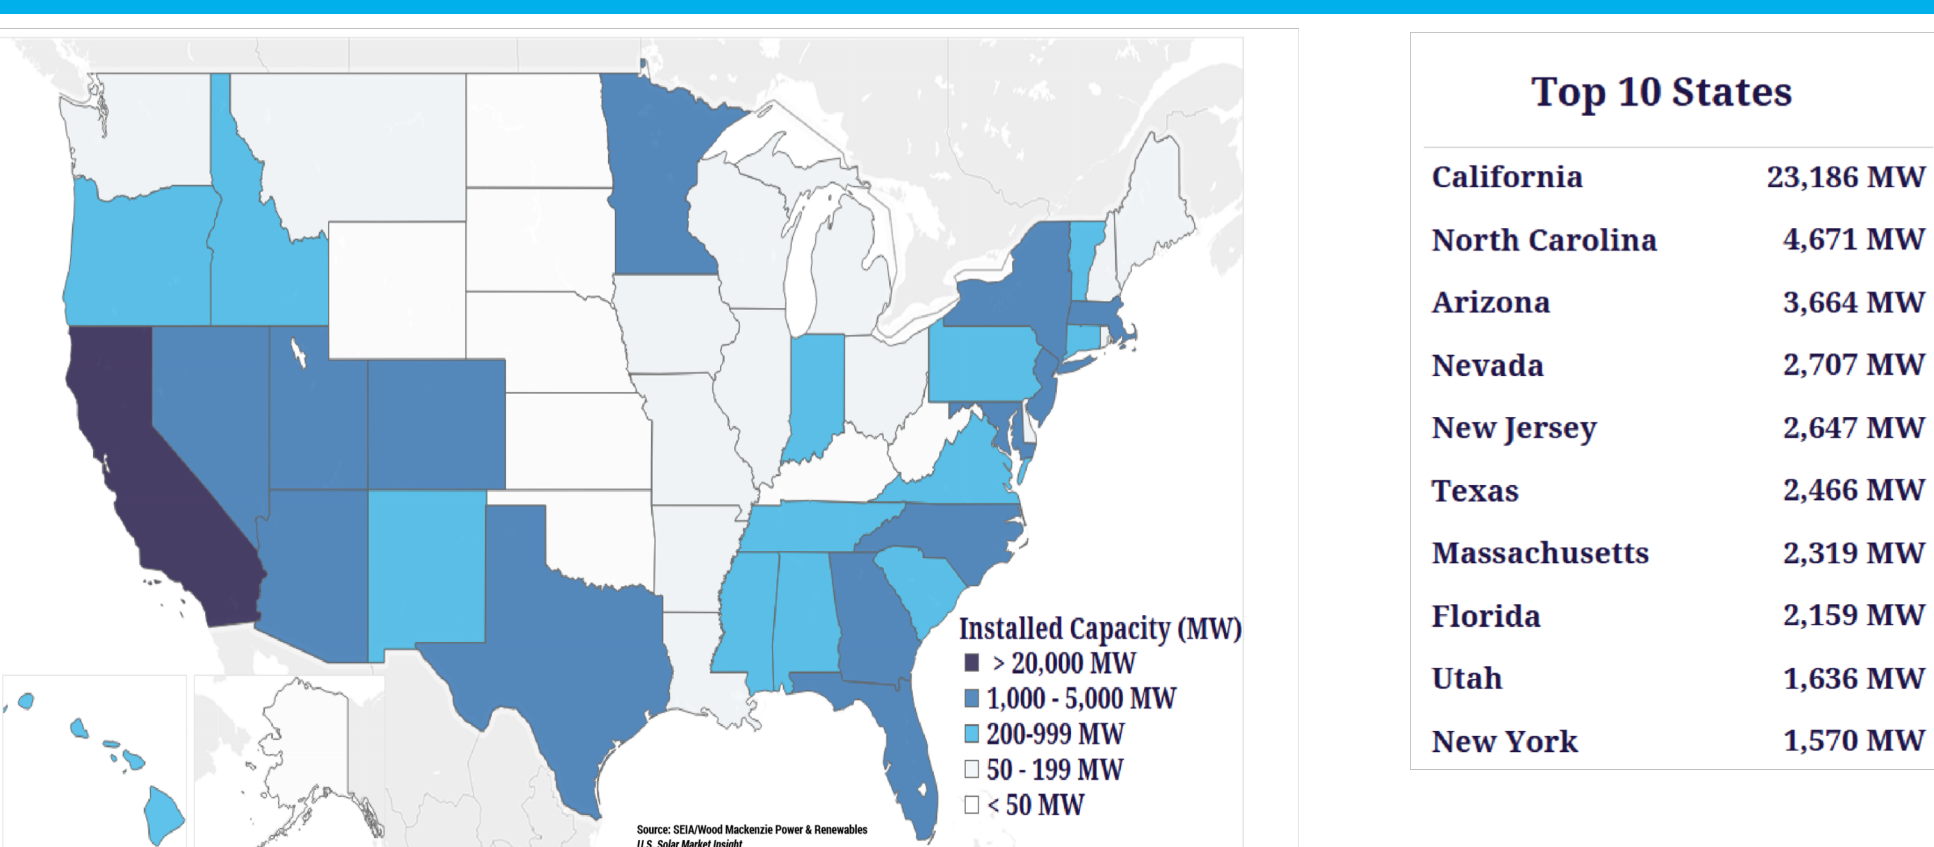 Top 10 States
California 23,186 MW
North Carolina 4,671 MW
Arizona 3,664 MW
Nevada 2,707 MW
New Jersey 2,647 MW
Texas 2,466 MW
Massachusetts 2,319 MW
Florida 2,159 MW
Utah 1,636 MW
New York 1,570 MW
Installed Capacity (MW)
> 20,000 MW
1,000 - 5,000 MW
200-999 MW
50 - 199 MW
< 50 MW
Source: SEIA/Wood Mackenzie Power & Renewables
U.S. Solar Market Insight